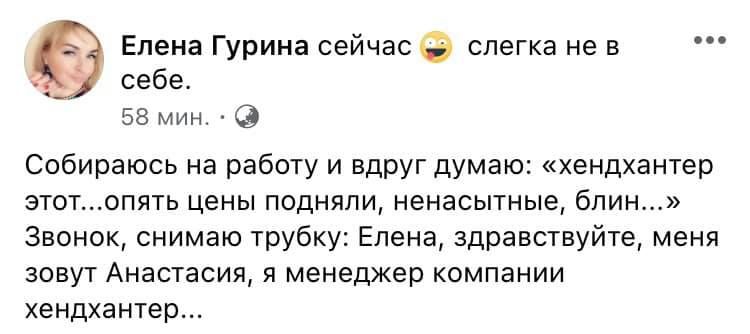 Елена Гурина сейчас 🤪 слегка не в
себе.
58 мин. ·
Собираюсь на работу и вдруг думаю: «хендхантер
этот...опять цены подняли, ненасытные, блин...»
Звонок, снимаю трубку: Елена, здравствуйте, меня
зовут Анастасия, я менеджер компании
хендхантер...